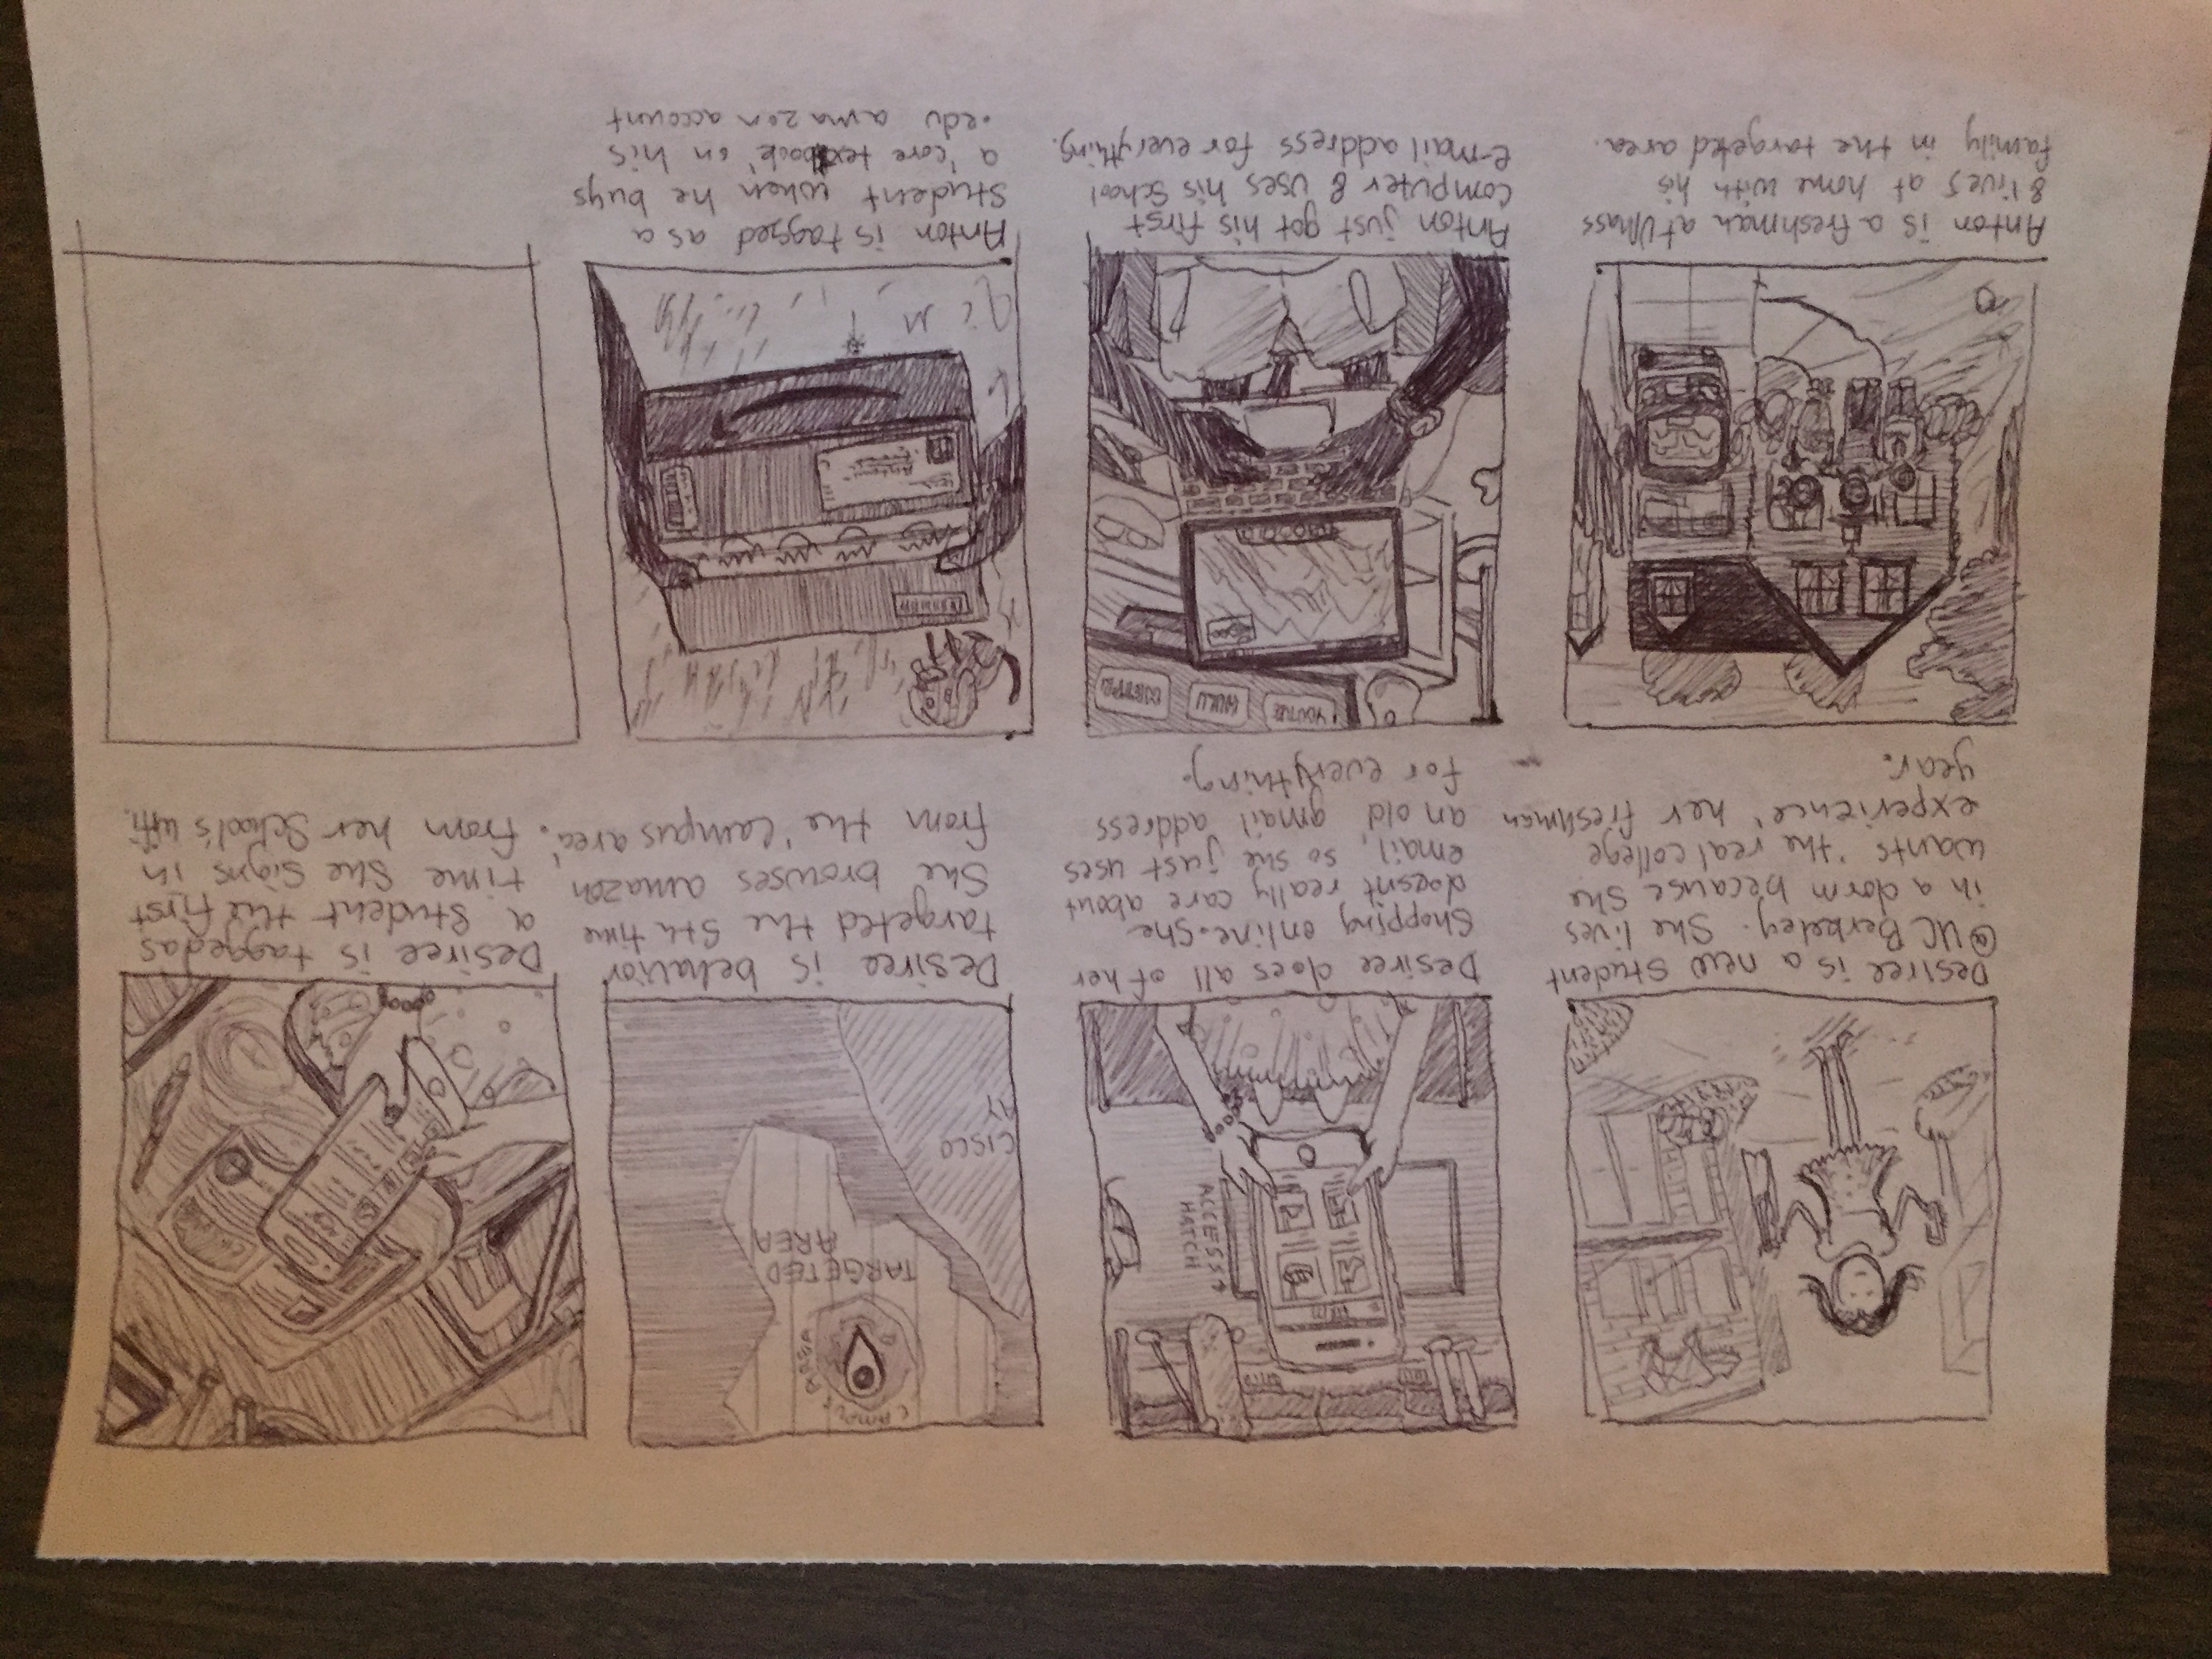 ACCESS
HATCH
CAMPUS AREA
TARGETED
AREA
CISCO
AY
Desiree is a new student
@UC Berkeley. She lives
in a dorm because she
wants 'the real college
experience' her freshman
year.
Desiree does all of her
shopping online. She
doesn't really care about
email, so she just uses
an old gmail address
for everything.
Desiree is behavior
targeted the 5th time
She browses amazon
from the 'campus area'.
Desiree is tagged as
a student the first
time she signs in
from her school's wifi.
YOUTUBE
HULU
Anton is a freshman at UMass
& lives at home with his
family in the targeted area.
Anton just got his first
computer & uses his school
e-mail address for everything.
Anton is tagged as a
student when he buys
a 'core textbook' on his
.edu amazon account